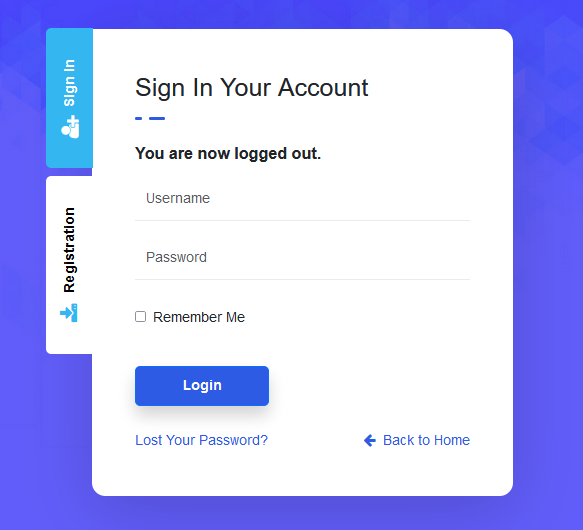 Sign In
Registration
Sign In Your Account
You are now logged out.
Username
Password
Remember Me
Login
Lost Your Password?
Back to Home